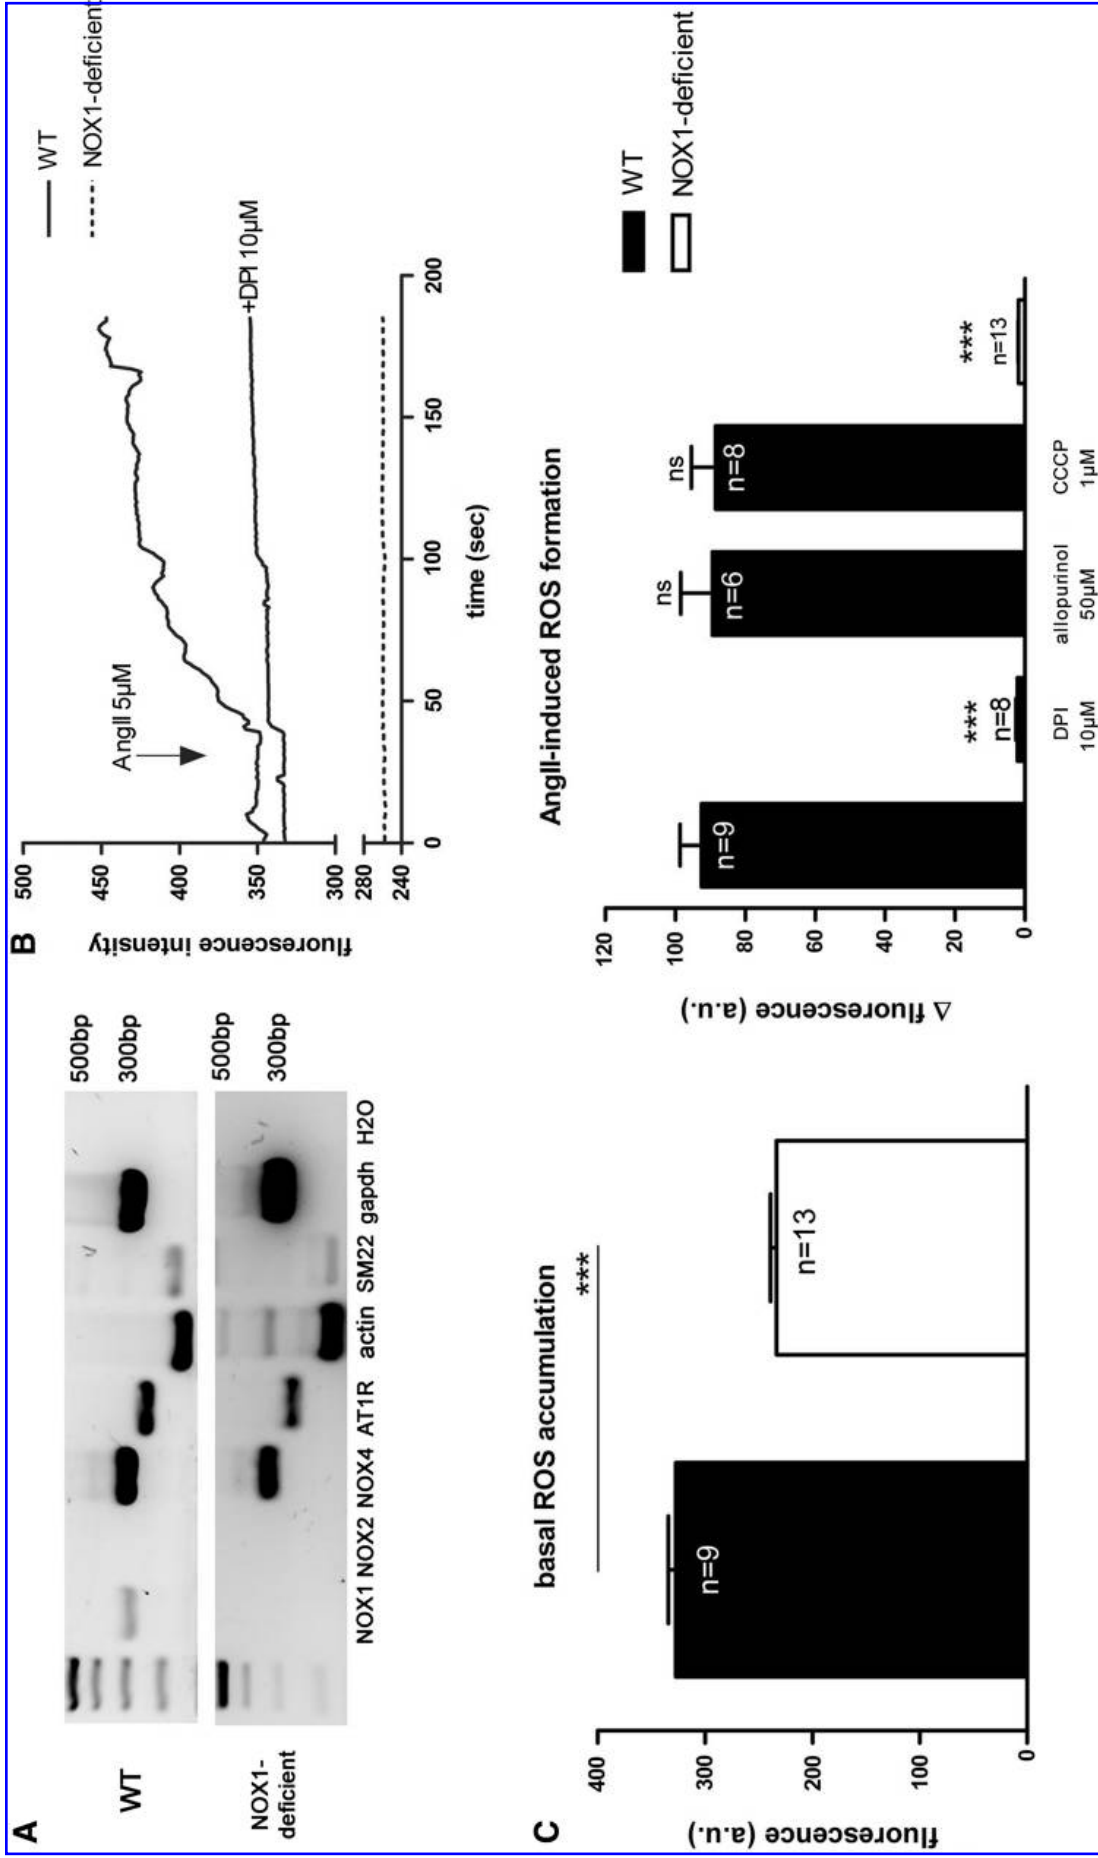 A
500bp
300bp
WT
500bp
300bp
NOX1-
deficient
NOX1 NOX2 NOX4 AT1R actin SM22 gapdh H2O
B
WT
NOX1-deficient
fluorescence intensity
500
450
400
350
300
280
240
AngII 5µM
+DPI 10µM
0 50 100 150 200
time (sec)
C
basal ROS accumulation
fluorescence (a.u.)
400
300
200
100
0
***
n=9
n=13
AngII-induced ROS formation
WT
NOX1-deficient
Δ fluorescence (a.u.)
120
100
80
60
40
20
0
n=9
***
n=8
ns
n=6
ns
n=8
***
n=13
DPI allopurinol CCCP
10µM 50µM 1µM